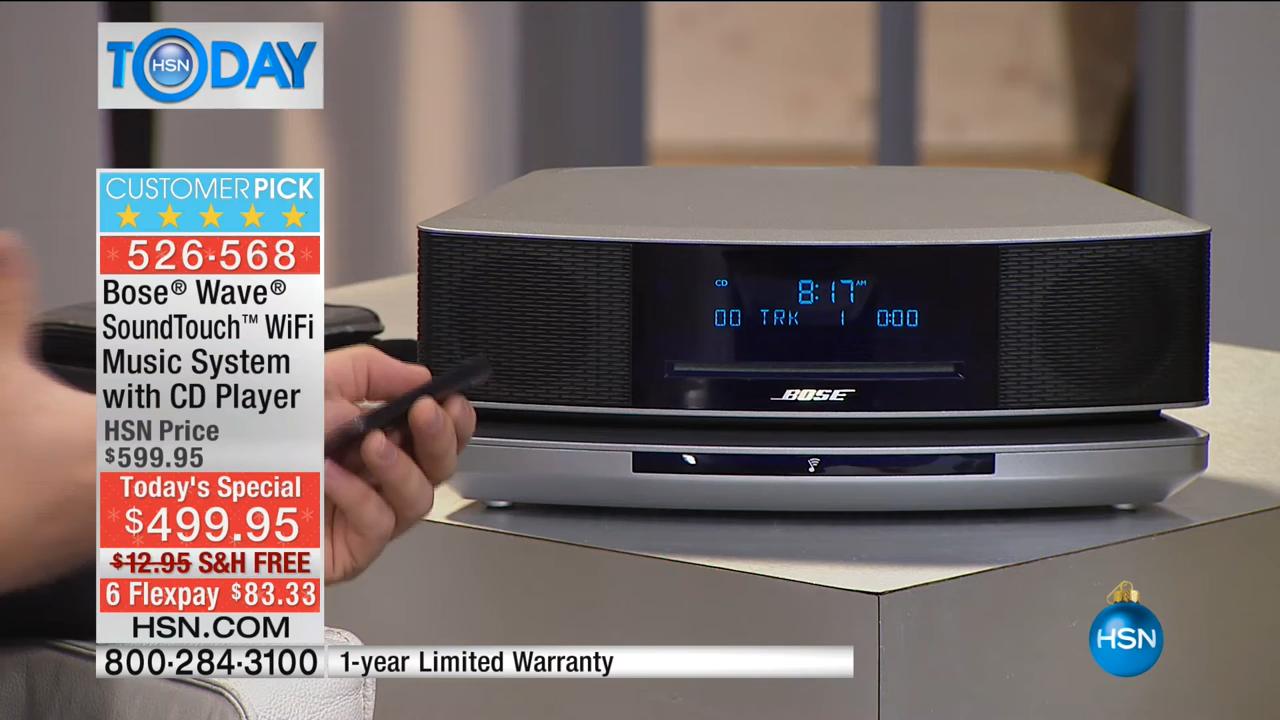 TODAY
HSN
CUSTOMER PICK
526·568
Bose® Wave®
SoundTouch™ WiFi
Music System
with CD Player
HSN Price
$599.95
Today's Special
$499.95
$12.95 S&H FREE
6 Flexpay $83.33
HSN.COM
800·284·3100
1-year Limited Warranty
CD 8:17 AM
00 TRK 1 0:00
BOSE
HSN